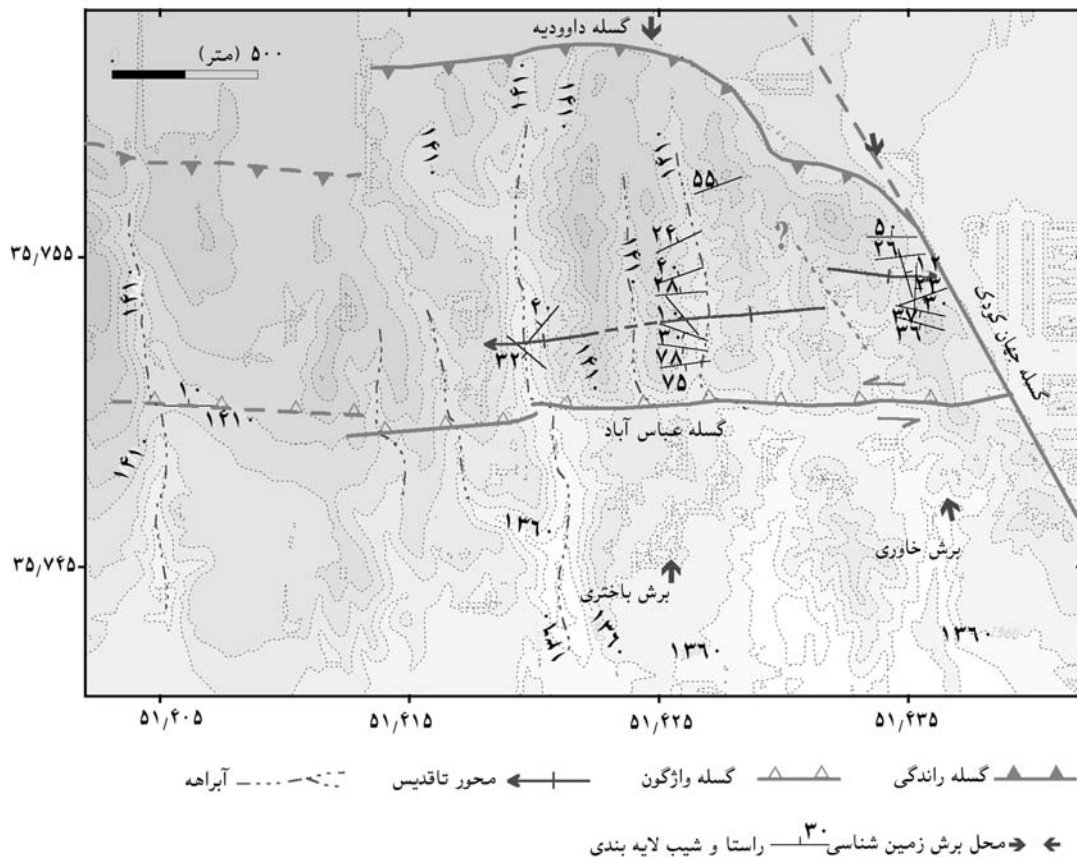 گسله داوودیه
۵۰۰ (متر) ۰
۱۴۱۰
۱۴۱۰
۱۴۱۰
۱۴۱۰
۵۵
۵۰
۲۶
۱۲
۲۳
۳۰
۳۷
۳۶
۲۴
۴۰
۲۸
۱۰
۳۰
۷۸
۷۵
?
۳۵٫۷۵۵
۱۴۱۰
۱۴۱۰
۴۰
۳۲
۱۴۱۰
گسله جهان کودک
۱۰
۱۴۱۰
۱۴۱۰
گسله عباس آباد
۱۳۶۰
برش خاوری
۳۵٫۷۴۵
برش باختری
۱۳۶۰
۱۳۶۰
۱۳۶۰
۵۱٫۴۰۵ ۵۱٫۴۱۵ ۵۱٫۴۲۵ ۵۱٫۴۳۵
گسله راندگی
گسله واژگون
محور تاقدیس
آبراهه
محل برش زمین شناسی
۳۰ راستا و شیب لایه بندی